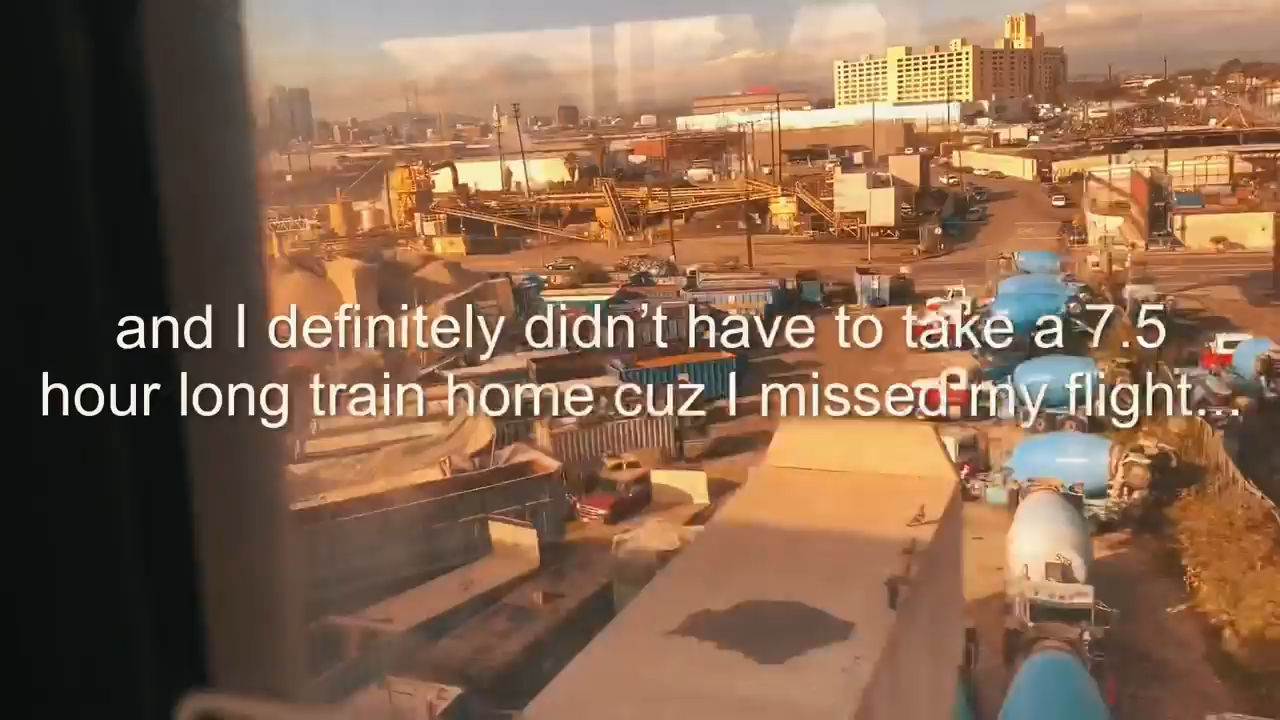 and I definitely didn’t have to take a 7.5
hour long train home cuz I missed my flight...